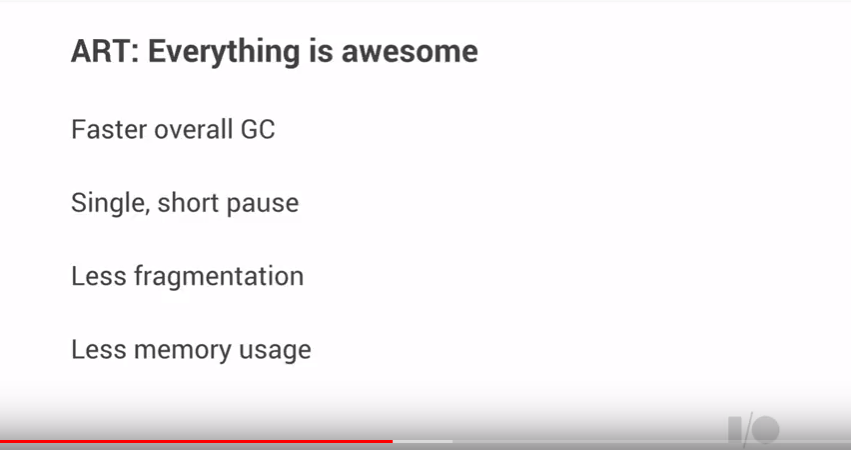 ART: Everything is awesome
Faster overall GC
Single, short pause
Less fragmentation
Less memory usage
I/O